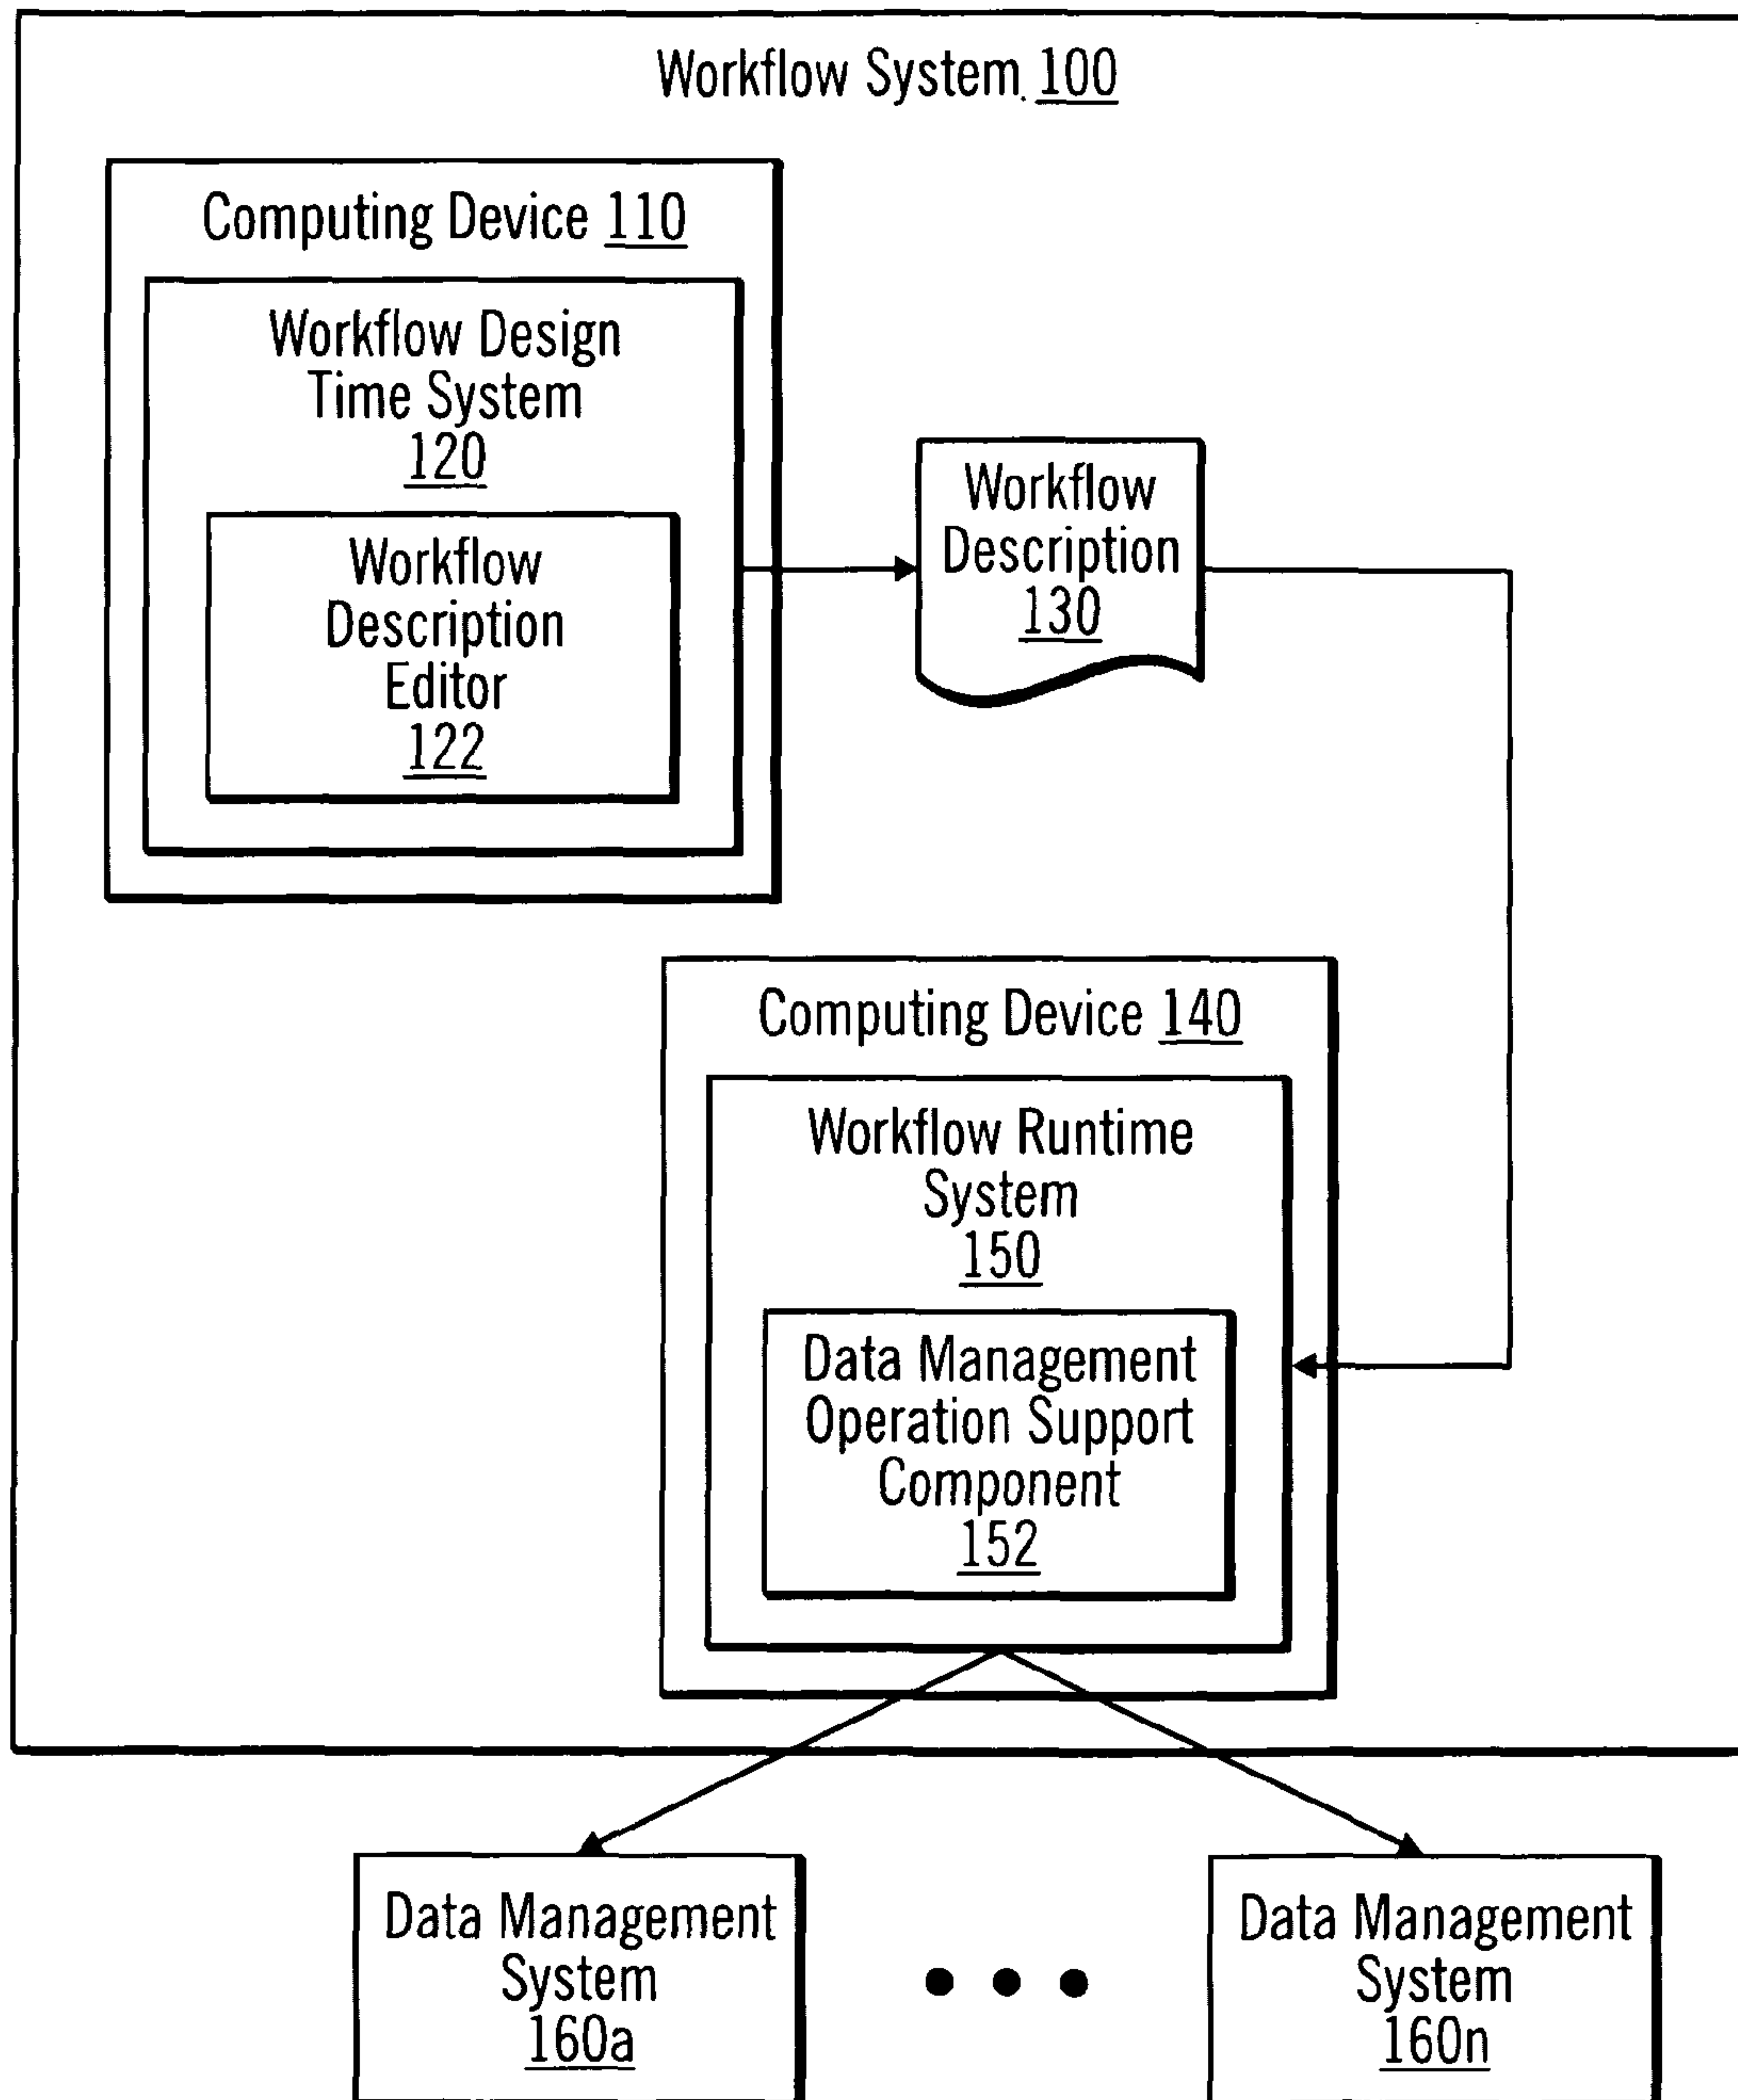 Workflow System 100
Computing Device 110
Workflow Design
Time System
120
Workflow
Description
Editor
122
Workflow
Description
130
Computing Device 140
Workflow Runtime
System
150
Data Management
Operation Support
Component
152
Data Management
System
160a
Data Management
System
160n